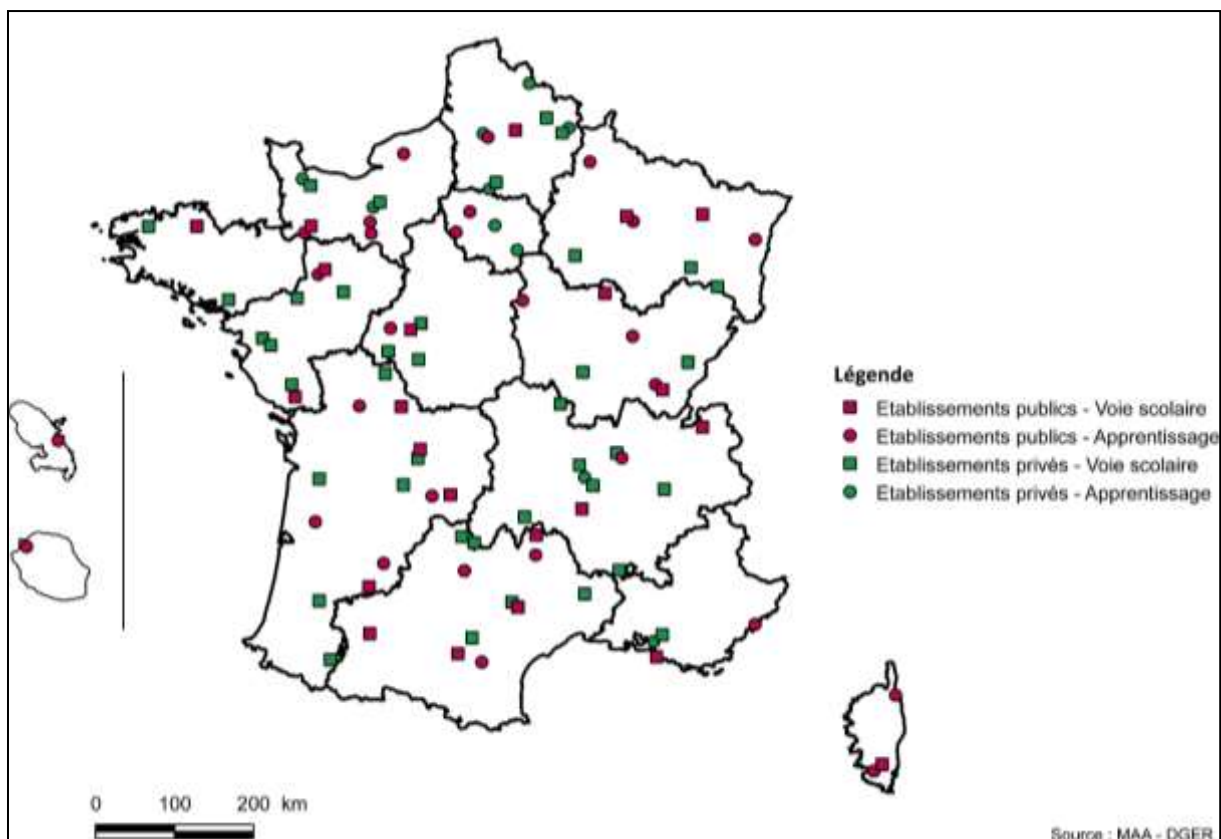 Légende
Etablissements publics - Voie scolaire
Etablissements publics - Apprentissage
Etablissements privés - Voie scolaire
Etablissements privés - Apprentissage
0 100 200 km
Source : MAA - DGER